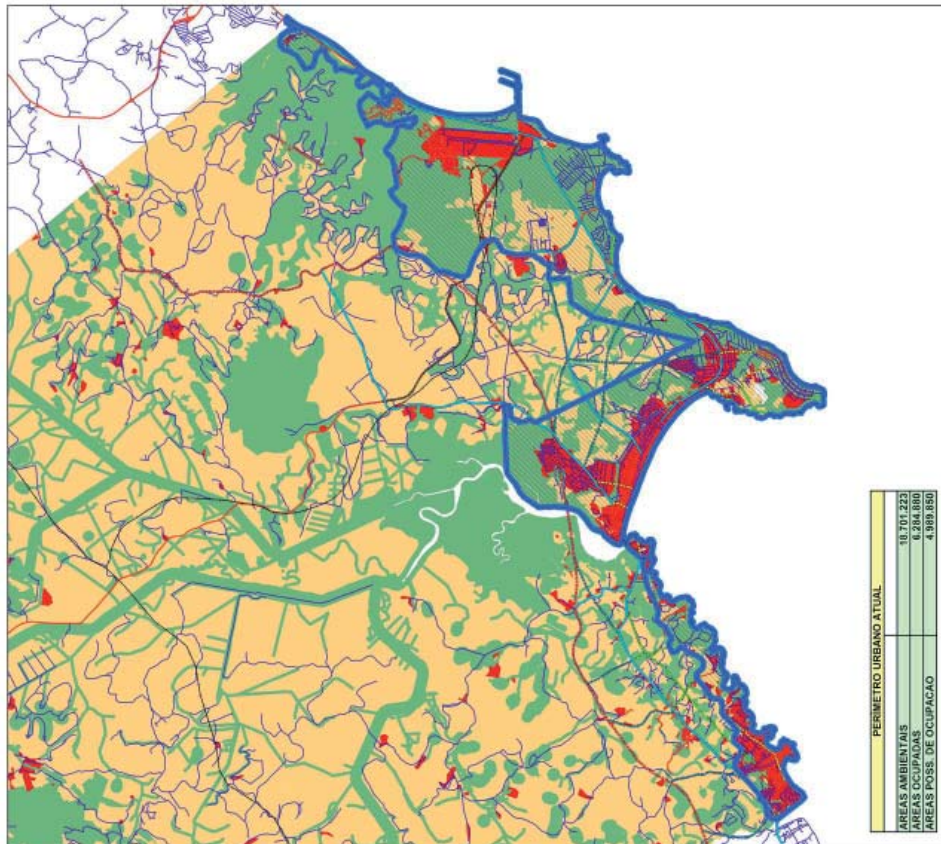 PERIMETRO URBANO ATUAL
AREAS AMBIENTAIS 18.701.223
AREAS OCUPADAS 6.284.880
AREAS POSS. DE OCUPACAO 4.989.850